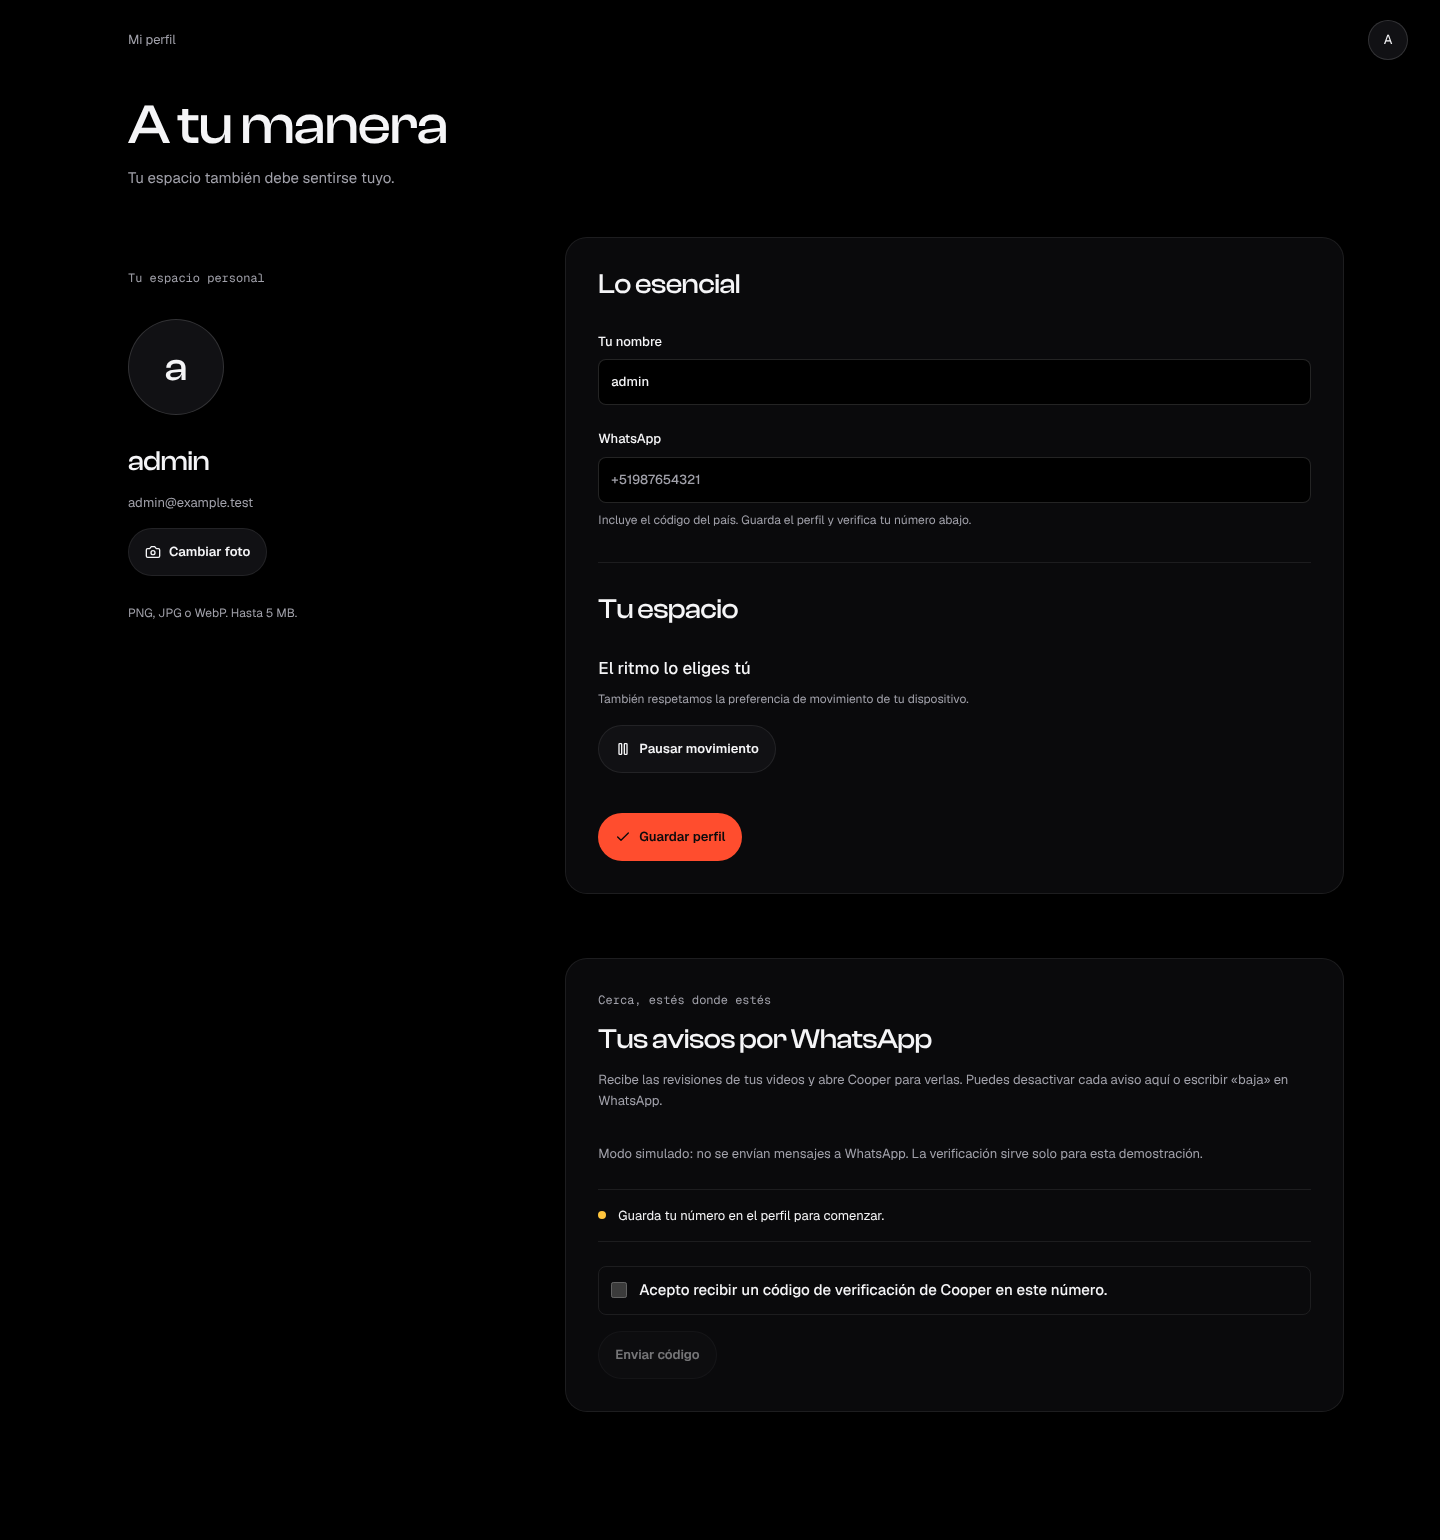 Mi perfil
A
A tu manera
Tu espacio también debe sentirse tuyo.
Tu espacio personal
a
admin
admin@example.test
Cambiar foto
PNG, JPG o WebP. Hasta 5 MB.
Lo esencial
Tu nombre
admin
WhatsApp
+51987654321
Incluye el código del país. Guarda el perfil y verifica tu número abajo.
Tu espacio
El ritmo lo eliges tú
También respetamos la preferencia de movimiento de tu dispositivo.
Pausar movimiento
Guardar perfil
Cerca, estés donde estés
Tus avisos por WhatsApp
Recibe las revisiones de tus videos y abre Cooper para verlas. Puedes desactivar cada aviso aquí o escribir «baja» en
WhatsApp.
Modo simulado: no se envían mensajes a WhatsApp. La verificación sirve solo para esta demostración.
Guarda tu número en el perfil para comenzar.
Acepto recibir un código de verificación de Cooper en este número.
Enviar código